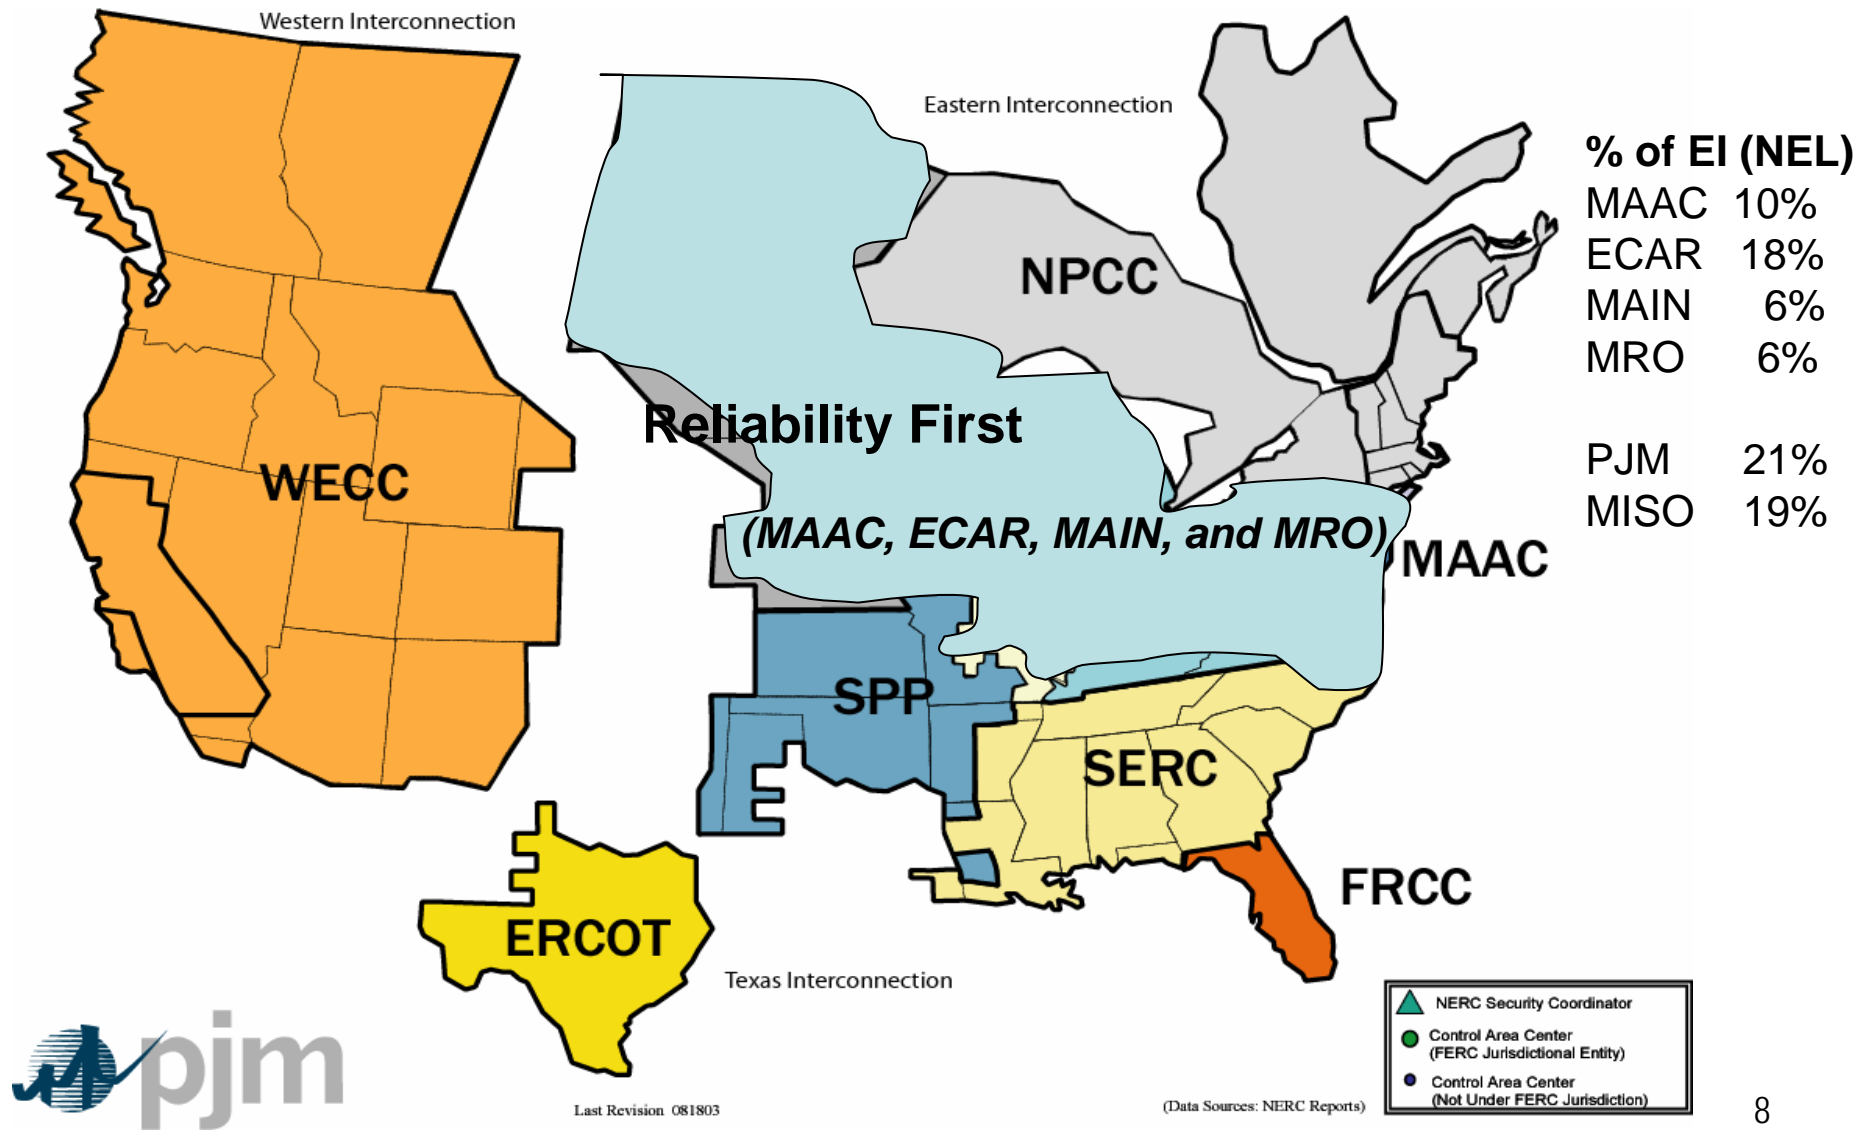 Western Interconnection
Eastern Interconnection
% of EI (NEL)
MAAC 10%
ECAR 18%
MAIN 6%
MRO 6%
PJM 21%
MISO 19%
NPCC
Reliability First
WECC
(MAAC, ECAR, MAIN, and MRO)
MAAC
SPP
SERC
FRCC
ERCOT
Texas Interconnection
NERC Security Coordinator
Control Area Center
(FERC Jurisdictional Entity)
Control Area Center
(Not Under FERC Jurisdiction)
pjm
Last Revision 081803
(Data Sources: NERC Reports)
8